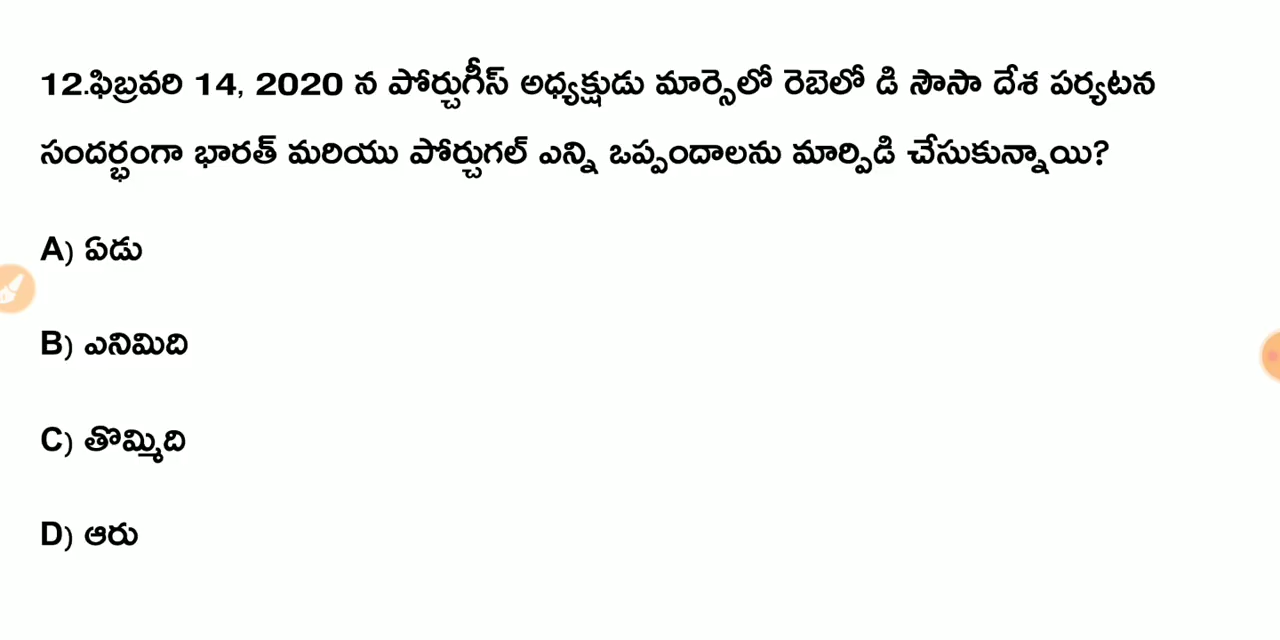 12.ఫిబ్రవరి 14, 2020 న పోర్చుగీస్ అధ్యక్షుడు మార్సెలో రెబెలో డి సౌసా దేశ పర్యటన
సందర్భంగా భారత్ మరియు పోర్చుగల్ ఎన్ని ఒప్పందాలను మార్పిడి చేసుకున్నాయి?
A) ఏడు
B) ఎనిమిది
C) తొమ్మిది
D) ఆరు